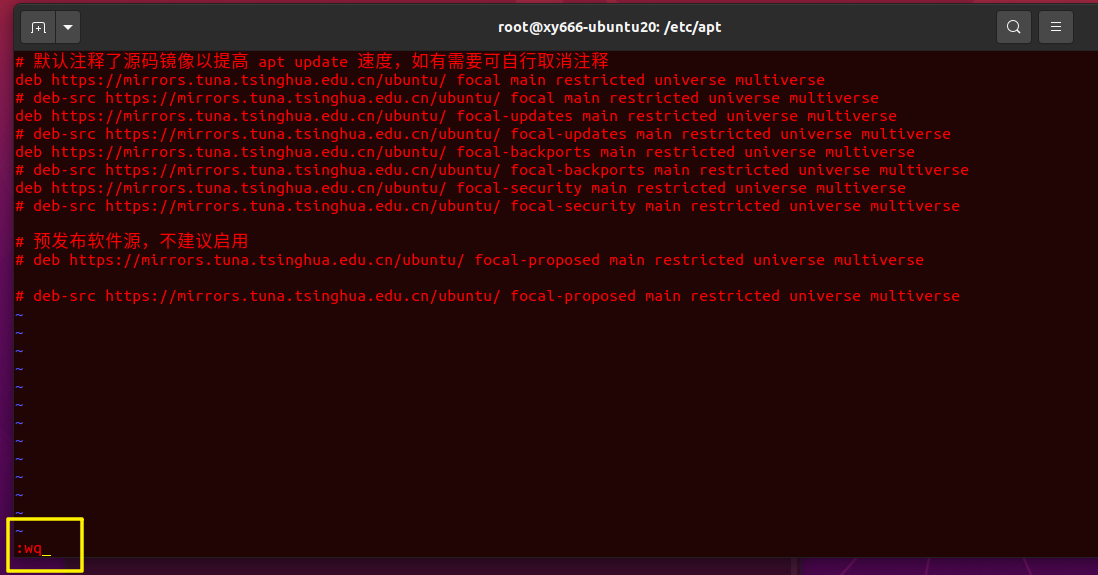 root@xy666-ubuntu20: /etc/apt
# 默认注释了源码镜像以提高 apt update 速度，如有需要可自行取消注释
deb https://mirrors.tuna.tsinghua.edu.cn/ubuntu/ focal main restricted universe multiverse
# deb-src https://mirrors.tuna.tsinghua.edu.cn/ubuntu/ focal main restricted universe multiverse
deb https://mirrors.tuna.tsinghua.edu.cn/ubuntu/ focal-updates main restricted universe multiverse
# deb-src https://mirrors.tuna.tsinghua.edu.cn/ubuntu/ focal-updates main restricted universe multiverse
deb https://mirrors.tuna.tsinghua.edu.cn/ubuntu/ focal-backports main restricted universe multiverse
# deb-src https://mirrors.tuna.tsinghua.edu.cn/ubuntu/ focal-backports main restricted universe multiverse
deb https://mirrors.tuna.tsinghua.edu.cn/ubuntu/ focal-security main restricted universe multiverse
# deb-src https://mirrors.tuna.tsinghua.edu.cn/ubuntu/ focal-security main restricted universe multiverse
# 预发布软件源，不建议启用
# deb https://mirrors.tuna.tsinghua.edu.cn/ubuntu/ focal-proposed main restricted universe multiverse
# deb-src https://mirrors.tuna.tsinghua.edu.cn/ubuntu/ focal-proposed main restricted universe multiverse
~
~
~
~
~
~
~
~
~
~
~
~
~
:wq